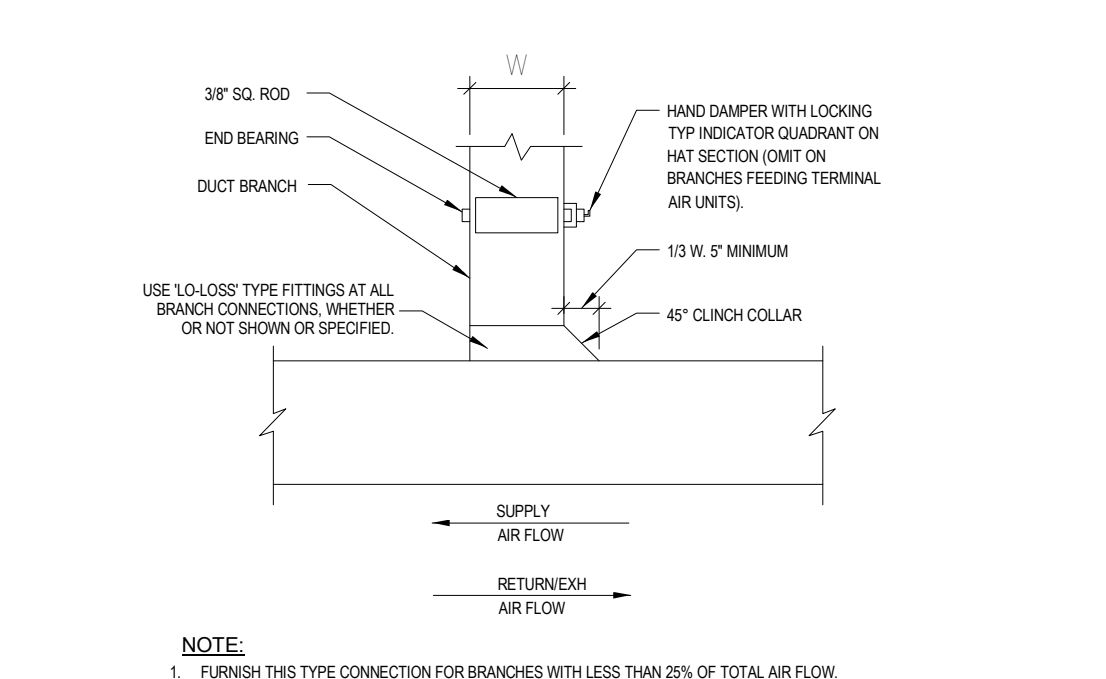 W
3/8" SQ. ROD
END BEARING
DUCT BRANCH
USE 'LO-LOSS' TYPE FITTINGS AT ALL
BRANCH CONNECTIONS, WHETHER
OR NOT SHOWN OR SPECIFIED.
HAND DAMPER WITH LOCKING
TYP INDICATOR QUADRANT ON
HAT SECTION (OMIT ON
BRANCHES FEEDING TERMINAL
AIR UNITS).
1/3 W. 5" MINIMUM
45° CLINCH COLLAR
SUPPLY
AIR FLOW
RETURN/EXH
AIR FLOW
NOTE:
1. FURNISH THIS TYPE CONNECTION FOR BRANCHES WITH LESS THAN 25% OF TOTAL AIR FLOW.